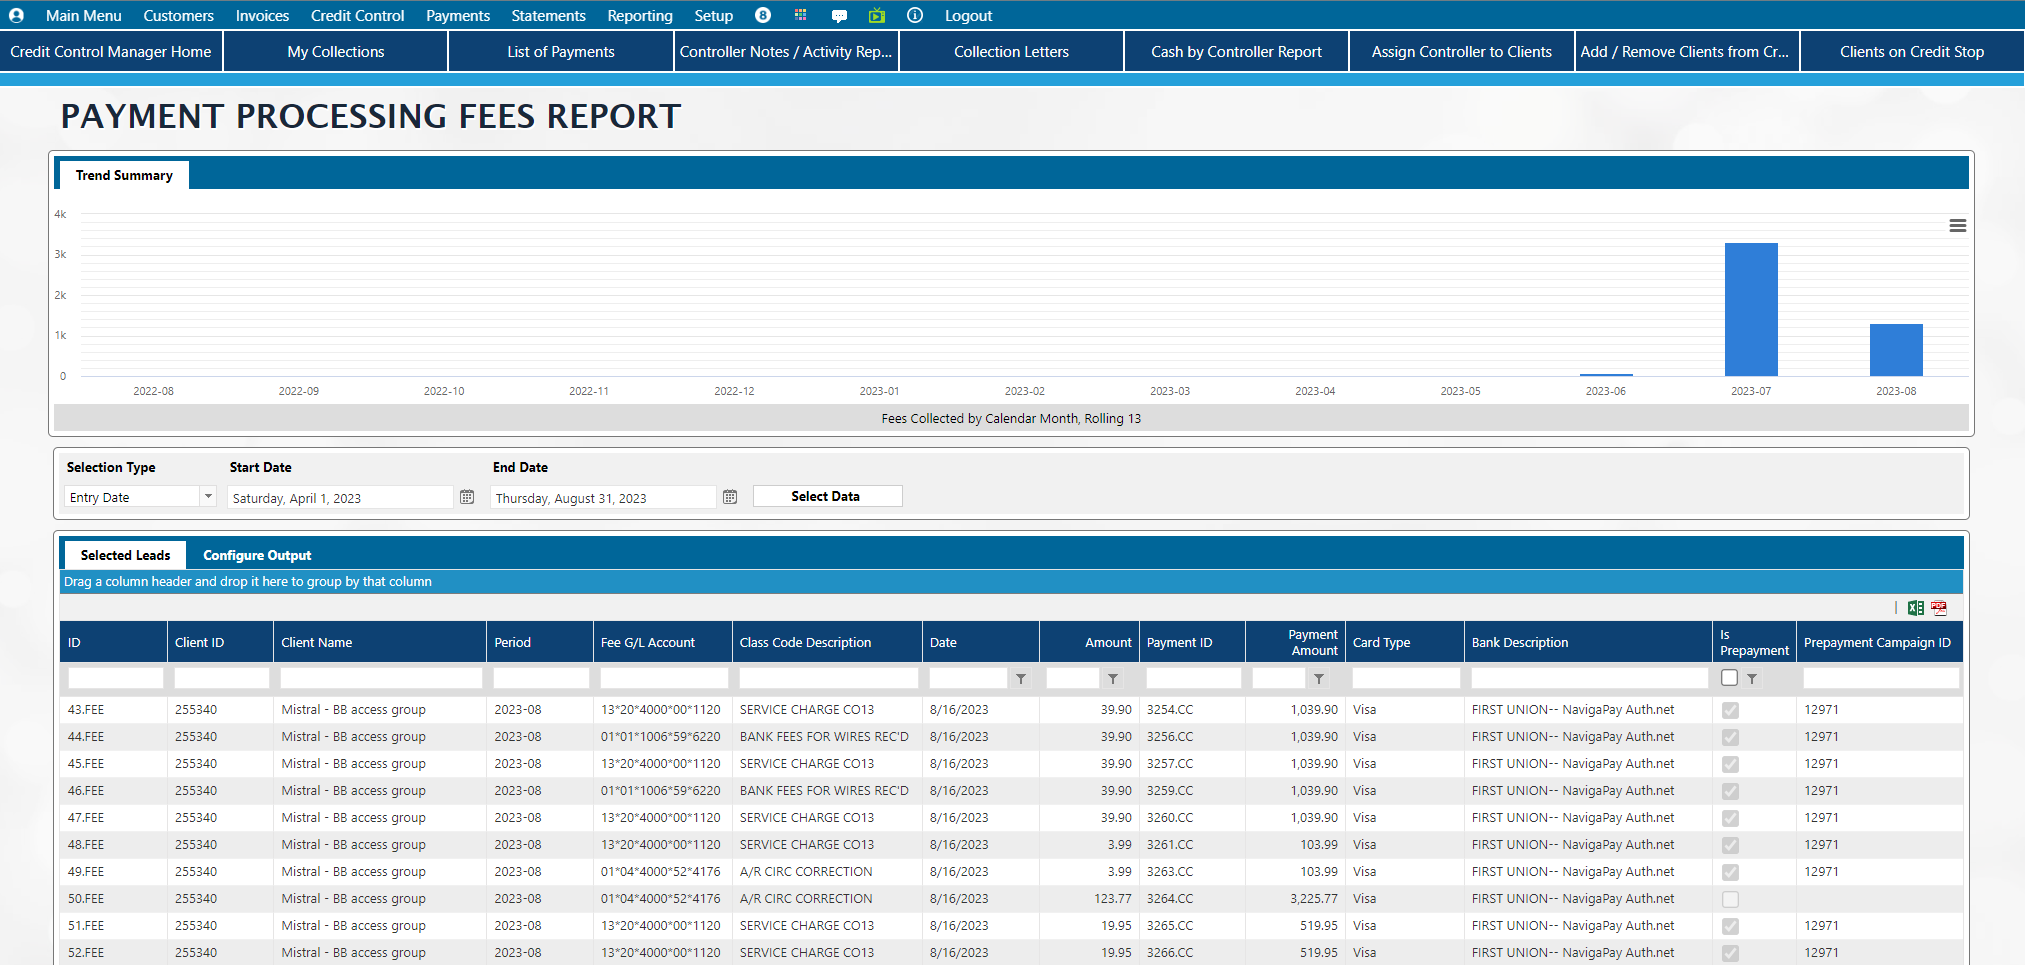 Main Menu Customers Invoices Credit Control Payments Statements Reporting Setup 8 Logout
Credit Control Manager Home My Collections List of Payments Controller Notes / Activity Rep... Collection Letters Cash by Controller Report Assign Controller to Clients Add / Remove Clients from Cr... Clients on Credit Stop
PAYMENT PROCESSING FEES REPORT
Trend Summary
4k
3k
2k
1k
0
2022-08 2022-09 2022-10 2022-11 2022-12 2023-01 2023-02 2023-03 2023-04 2023-05 2023-06 2023-07 2023-08
Fees Collected by Calendar Month, Rolling 13
Selection Type Start Date End Date
Entry Date Saturday, April 1, 2023 Thursday, August 31, 2023 Select Data
Selected Leads Configure Output
Drag a column header and drop it here to group by that column
PDF
ID Client ID Client Name Period Fee G/L Account Class Code Description Date Amount Payment ID Payment Amount Card Type Bank Description Is Prepayment Prepayment Campaign ID
43.FEE 255340 Mistral - BB access group 2023-08 13*20*4000*00*1120 SERVICE CHARGE CO13 8/16/2023 39.90 3254.CC 1,039.90 Visa FIRST UNION-- NavigaPay Auth.net 12971
44.FEE 255340 Mistral - BB access group 2023-08 01*01*1006*59*6220 BANK FEES FOR WIRES REC'D 8/16/2023 39.90 3256.CC 1,039.90 Visa FIRST UNION-- NavigaPay Auth.net 12971
45.FEE 255340 Mistral - BB access group 2023-08 13*20*4000*00*1120 SERVICE CHARGE CO13 8/16/2023 39.90 3257.CC 1,039.90 Visa FIRST UNION-- NavigaPay Auth.net 12971
46.FEE 255340 Mistral - BB access group 2023-08 01*01*1006*59*6220 BANK FEES FOR WIRES REC'D 8/16/2023 39.90 3259.CC 1,039.90 Visa FIRST UNION-- NavigaPay Auth.net 12971
47.FEE 255340 Mistral - BB access group 2023-08 13*20*4000*00*1120 SERVICE CHARGE CO13 8/16/2023 39.90 3260.CC 1,039.90 Visa FIRST UNION-- NavigaPay Auth.net 12971
48.FEE 255340 Mistral - BB access group 2023-08 13*20*4000*00*1120 SERVICE CHARGE CO13 8/16/2023 3.99 3261.CC 103.99 Visa FIRST UNION-- NavigaPay Auth.net 12971
49.FEE 255340 Mistral - BB access group 2023-08 01*04*4000*52*4176 A/R CIRC CORRECTION 8/16/2023 3.99 3263.CC 103.99 Visa FIRST UNION-- NavigaPay Auth.net 12971
50.FEE 255340 Mistral - BB access group 2023-08 01*04*4000*52*4176 A/R CIRC CORRECTION 8/16/2023 123.77 3264.CC 3,225.77 Visa FIRST UNION-- NavigaPay Auth.net
51.FEE 255340 Mistral - BB access group 2023-08 13*20*4000*00*1120 SERVICE CHARGE CO13 8/16/2023 19.95 3265.CC 519.95 Visa FIRST UNION-- NavigaPay Auth.net 12971
52.FEE 255340 Mistral - BB access group 2023-08 13*20*4000*00*1120 SERVICE CHARGE CO13 8/16/2023 19.95 3266.CC 519.95 Visa FIRST UNION-- NavigaPay Auth.net 12971